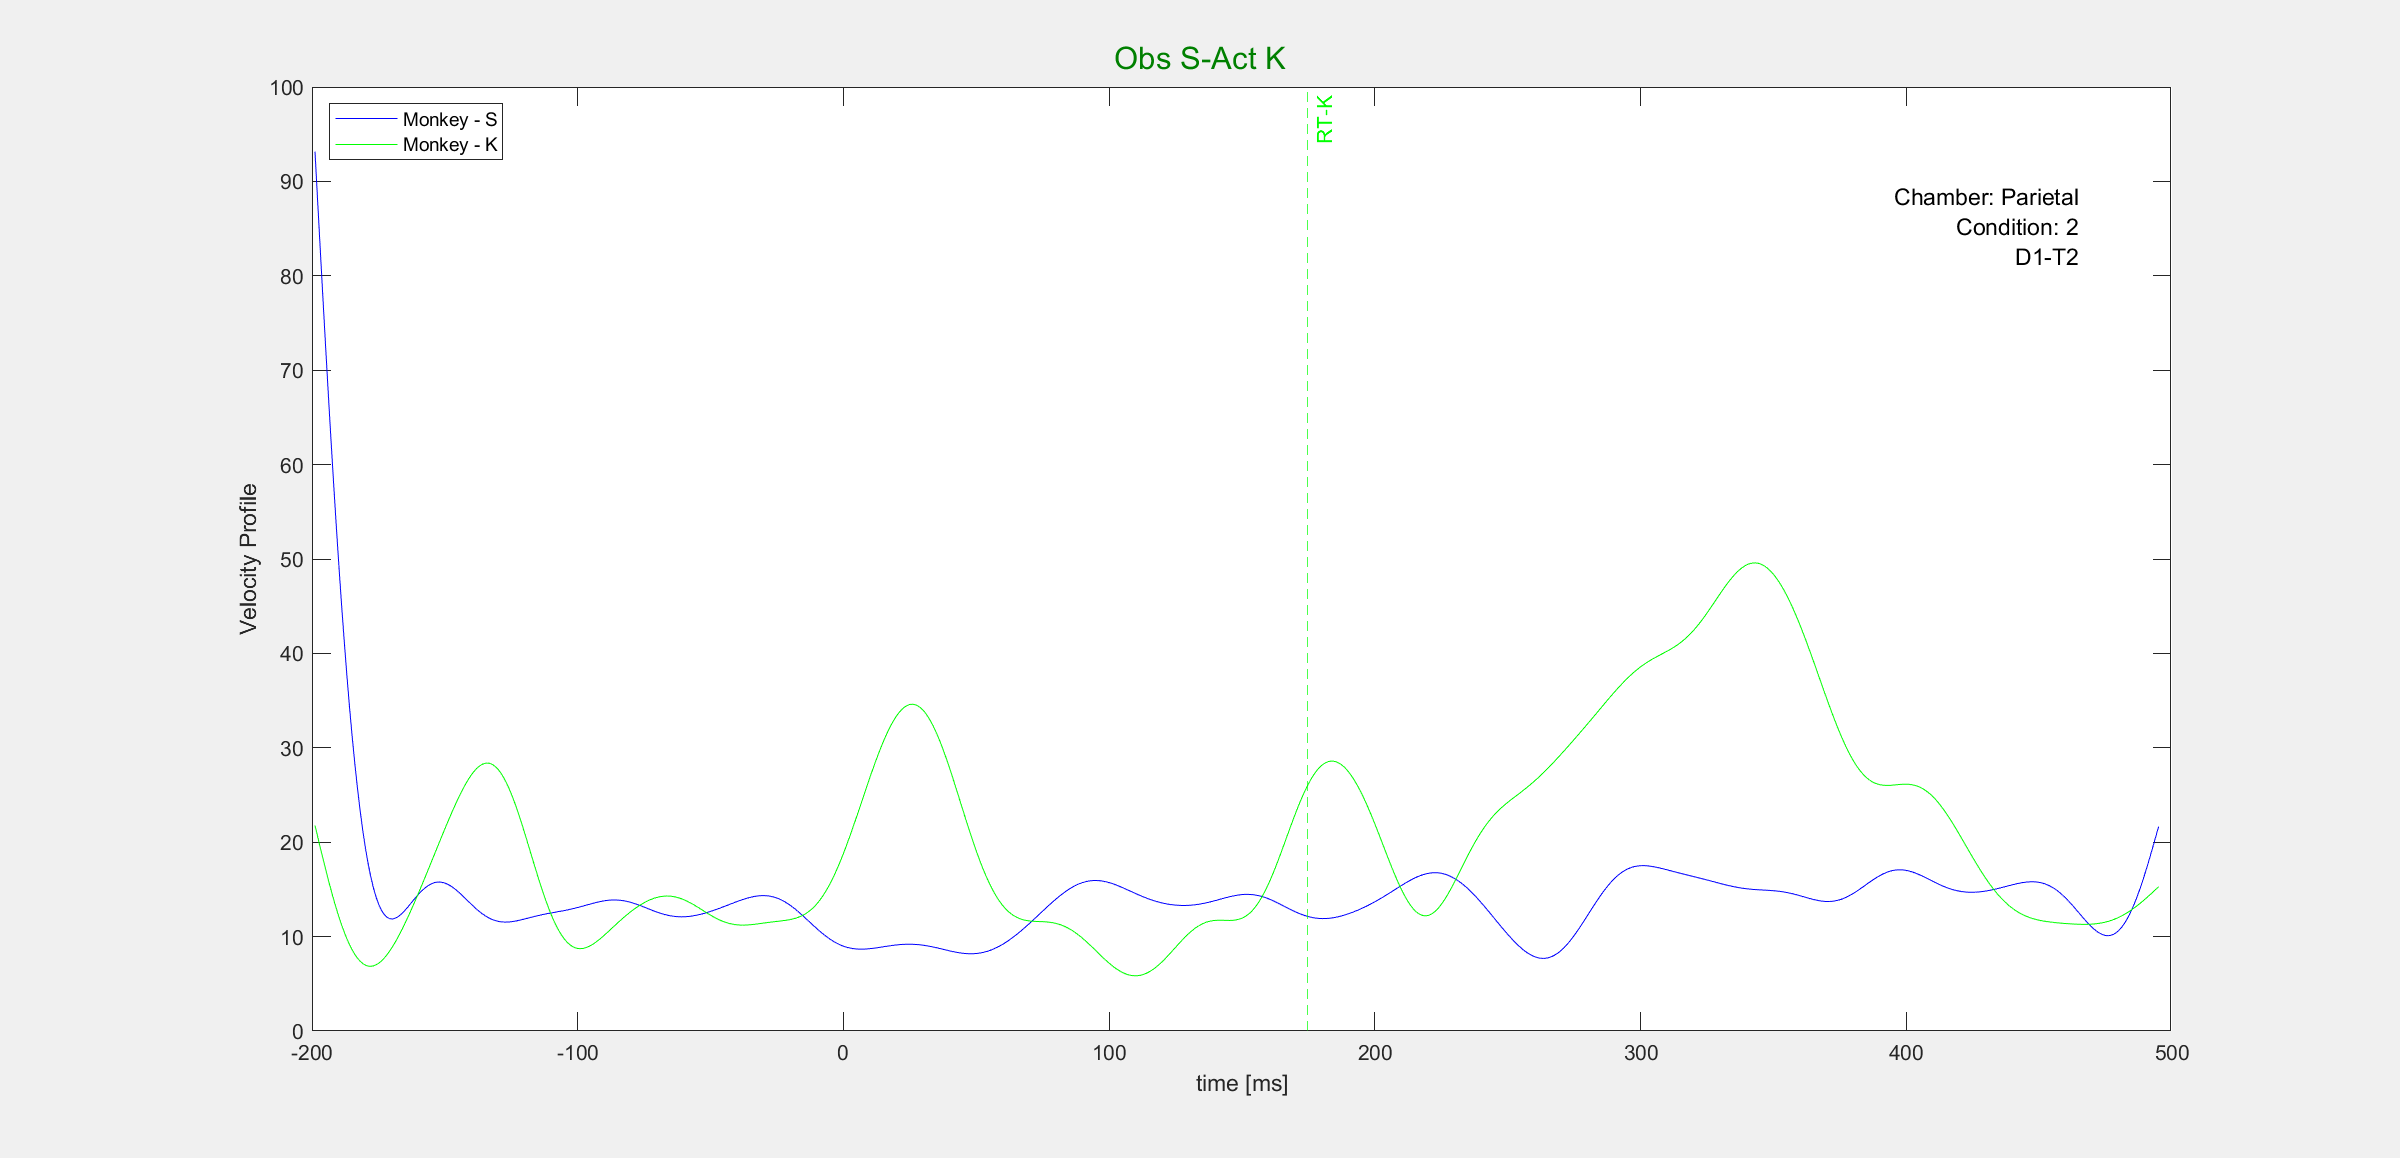 Obs S-Act K
100
90
80
70
60
50
40
30
20
10
0
Velocity Profile
Monkey - S
Monkey - K
RT-K
Chamber: Parietal
Condition: 2
D1-T2
-200 -100 0 100 200 300 400 500
time [ms]